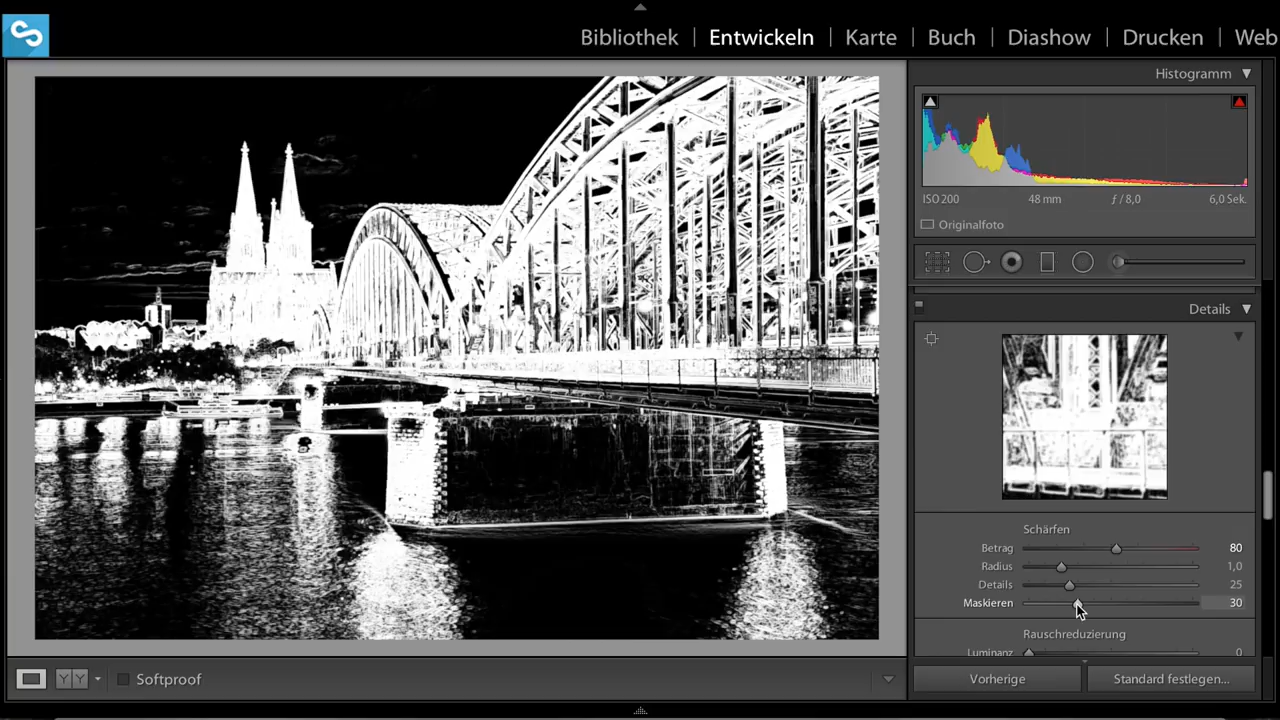 Bibliothek | Entwickeln | Karte | Buch | Diashow | Drucken | Web
Histogramm
ISO 200 48 mm ƒ / 8,0 6,0 Sek.
Originalfoto
Details
Schärfen
Betrag 80
Radius 1,0
Details 25
Maskieren 30
Rauschreduzierung
Luminanz 0
YY Softproof
Vorherige Standard festlegen...